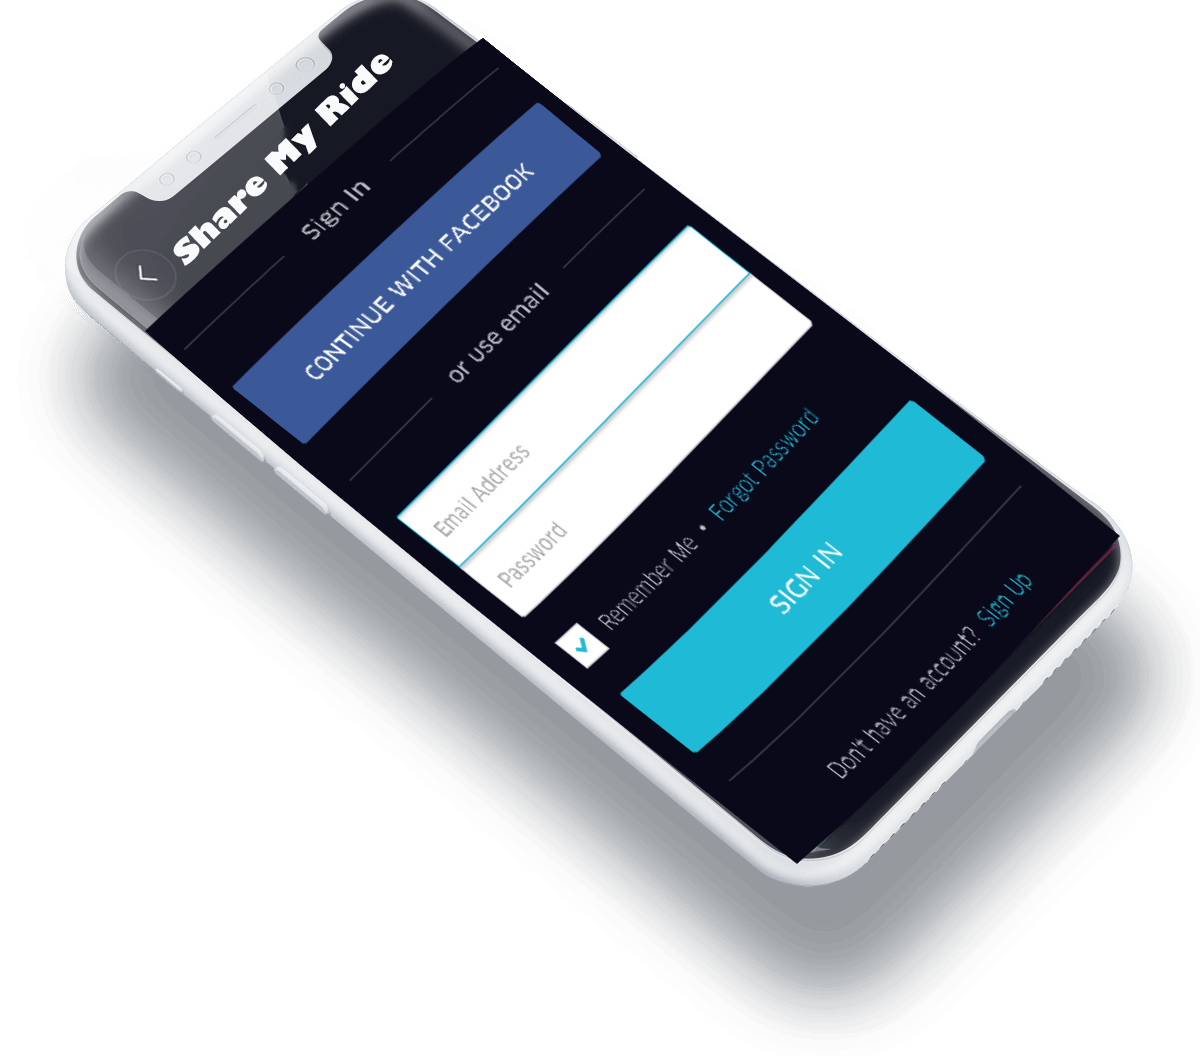 Share My Ride
Sign In
CONTINUE WITH FACEBOOK
or use email
Email Address
Password
Remember Me • Forgot Password
SIGN IN
Don't have an account? Sign Up